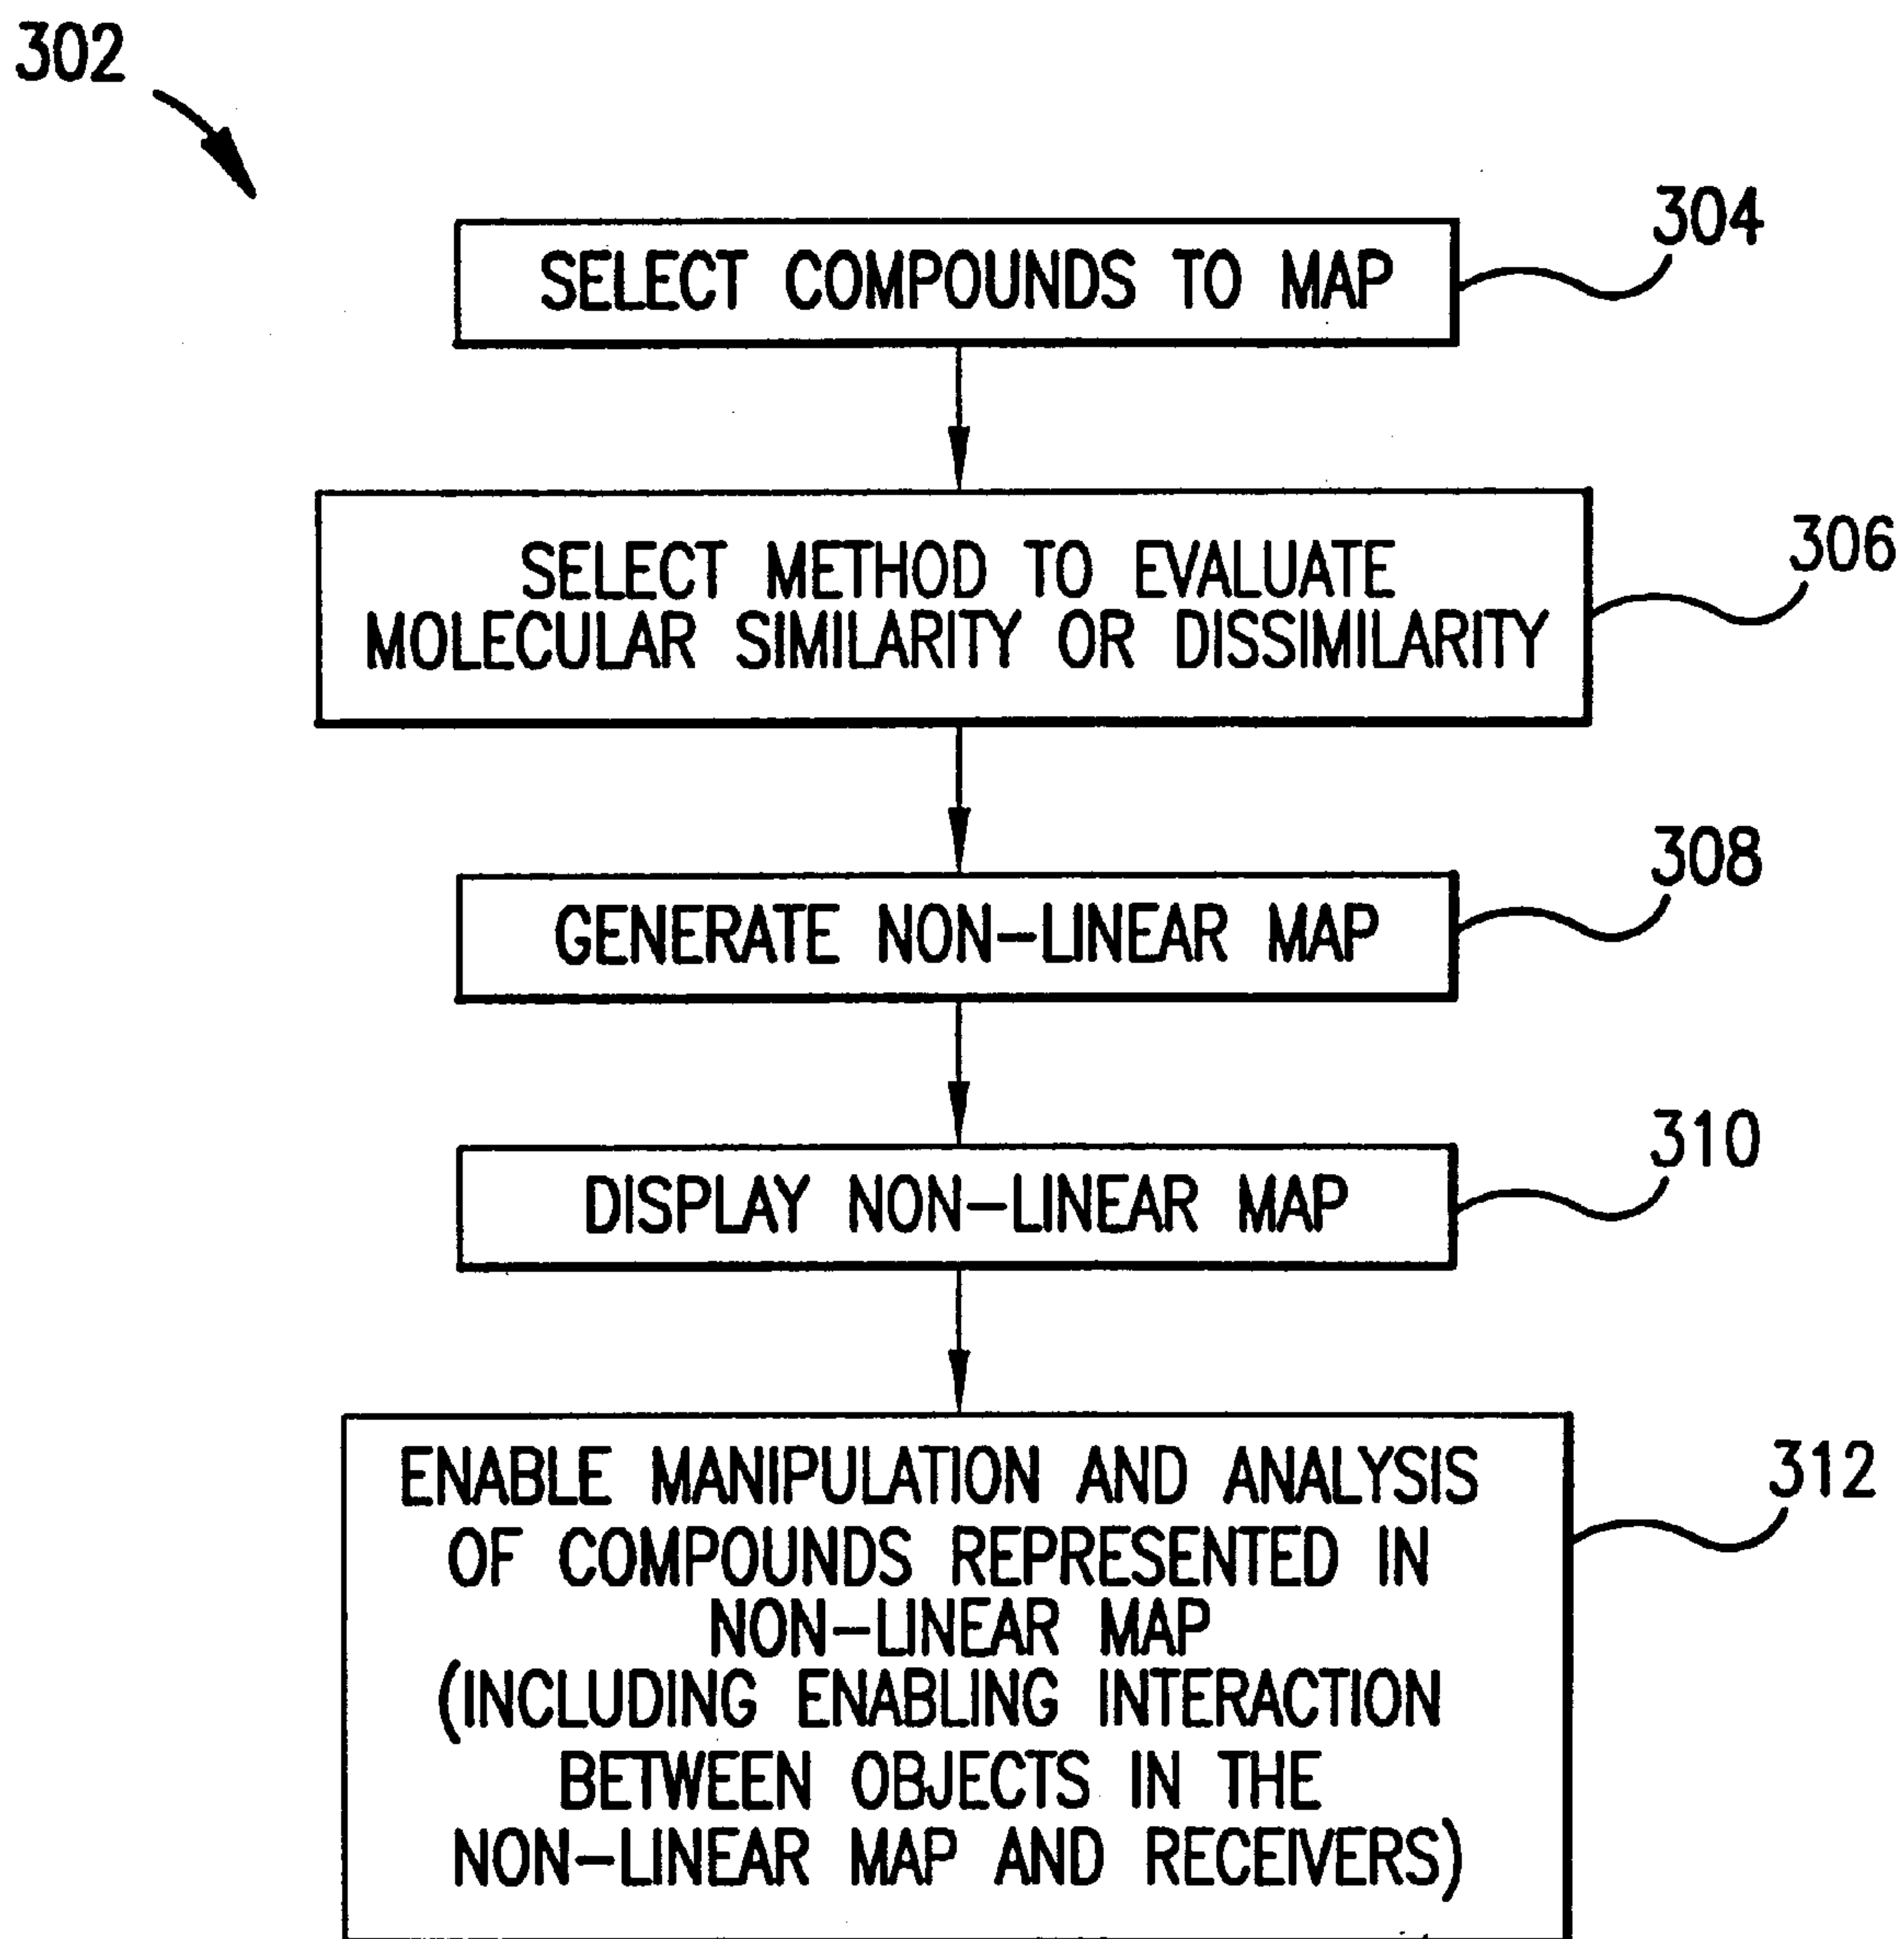 302
SELECT COMPOUNDS TO MAP
304
SELECT METHOD TO EVALUATE
MOLECULAR SIMILARITY OR DISSIMILARITY
306
GENERATE NON-LINEAR MAP
308
DISPLAY NON-LINEAR MAP
310
ENABLE MANIPULATION AND ANALYSIS
OF COMPOUNDS REPRESENTED IN
NON-LINEAR MAP
(INCLUDING ENABLING INTERACTION
BETWEEN OBJECTS IN THE
NON-LINEAR MAP AND RECEIVERS)
312